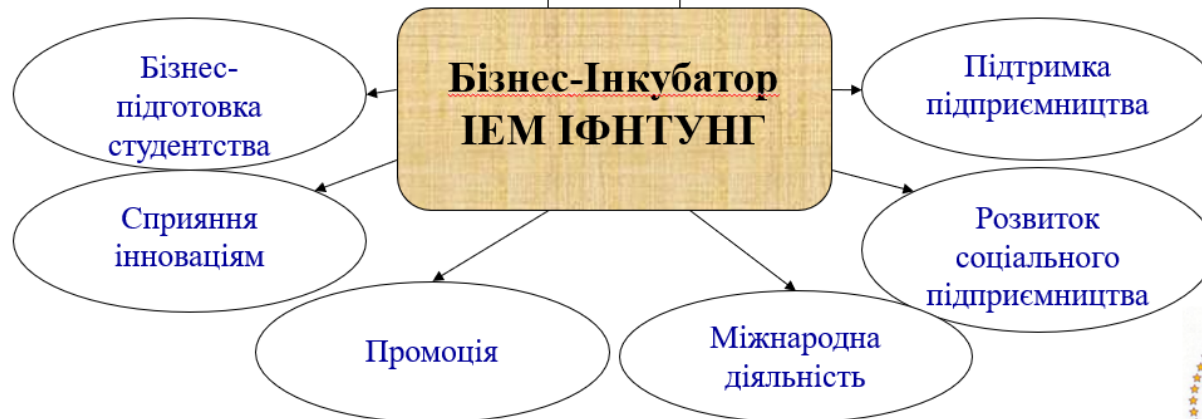 Бізнес-Інкубатор
ІЕМ ІФНТУНГ
Бізнес-
підготовка
студентства
Підтримка
підприємництва
Сприяння
інноваціям
Розвиток
соціального
підприємництва
Промоція
Міжнародна
діяльність